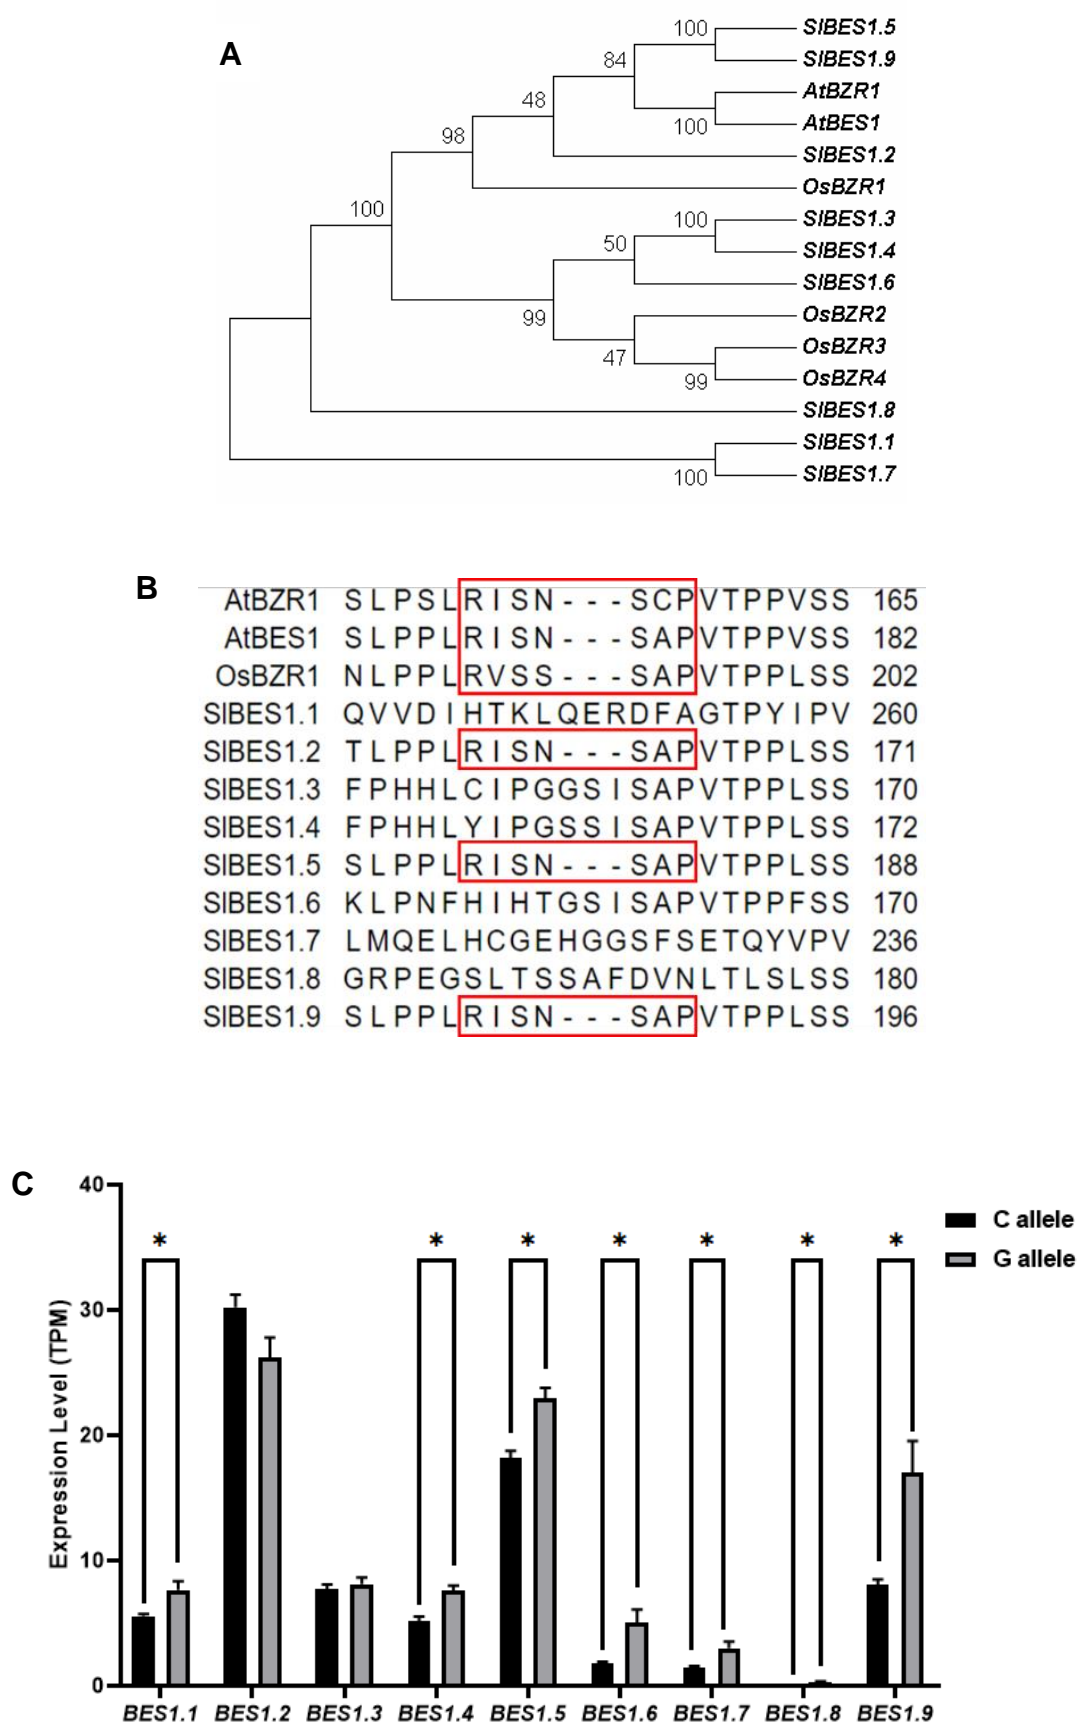 A
SlBES1.5
100
SlBES1.9
84
AtBZR1
48
AtBES1
100
98
SlBES1.2
OsBZR1
100
SlBES1.3
100
SlBES1.4
50
SlBES1.6
99
OsBZR2
47
OsBZR3
OsBZR4
99
SlBES1.8
SlBES1.1
SlBES1.7
100
B
AtBZR1 SLPSLRISN---SCPVTPPVSS 165
AtBES1 SLPPLRISN---SAPVTPPVSS 182
OsBZR1 NLPPLRVSS---SAPVTPPLSS 202
SlBES1.1 QVVDIHTKLQERDFAGTPYIPV 260
SlBES1.2 TLPPLRISN---SAPVTPPLSS 171
SlBES1.3 FPHHLCIPGGSISAPVTPPLSS 170
SlBES1.4 FPHHLYIPGSSISAPVTPPLSS 172
SlBES1.5 SLPPLRISN---SAPVTPPLSS 188
SlBES1.6 KLPNFHIHTGSISAPVTPPFSS 170
SlBES1.7 LMQELHCGEHGGSFSETQYVPV 236
SlBES1.8 GRPEGSLTSSAFDVNLTLSLSS 180
SlBES1.9 SLPPLRISN---SAPVTPPLSS 196
C
40
30
20
10
0
Expression Level (TPM)
* * * * * * *
C allele
G allele
BES1.1 BES1.2 BES1.3 BES1.4 BES1.5 BES1.6 BES1.7 BES1.8 BES1.9